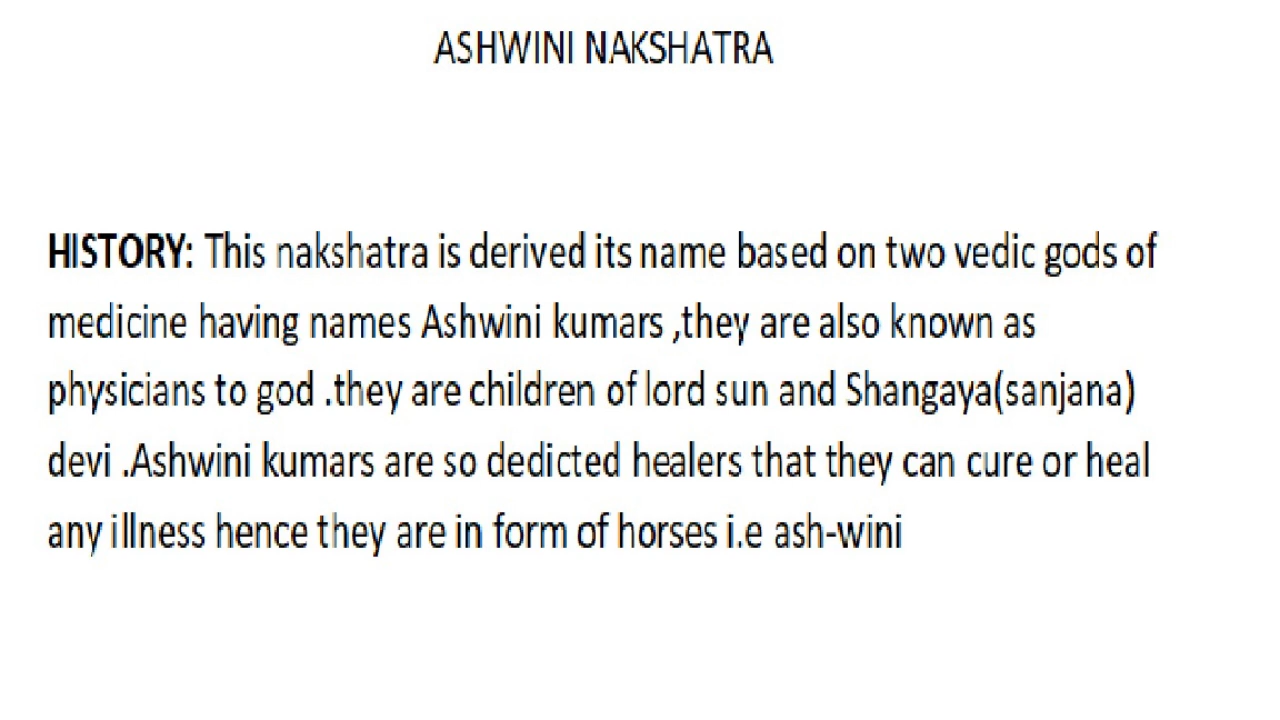 ASHWINI NAKSHATRA
HISTORY: This nakshatra is derived its name based on two vedic gods of
medicine having names Ashwini kumars ,they are also known as
physicians to god .they are children of lord sun and Shangaya(sanjana)
devi .Ashwini kumars are so dedicted healers that they can cure or heal
any illness hence they are in form of horses i.e ash-wini